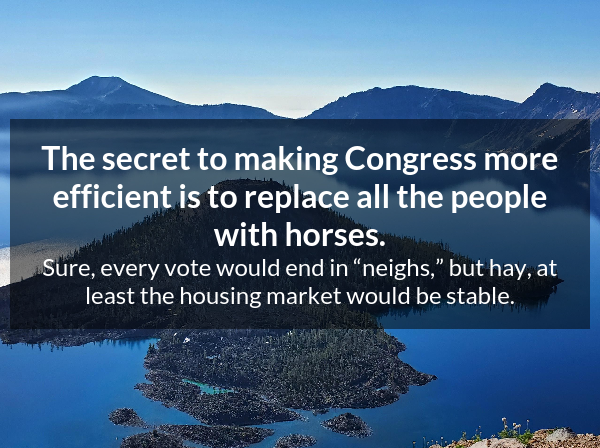 The secret to making Congress more
efficient is to replace all the people
with horses.
Sure, every vote would end in “neighs,” but hay, at
least the housing market would be stable.